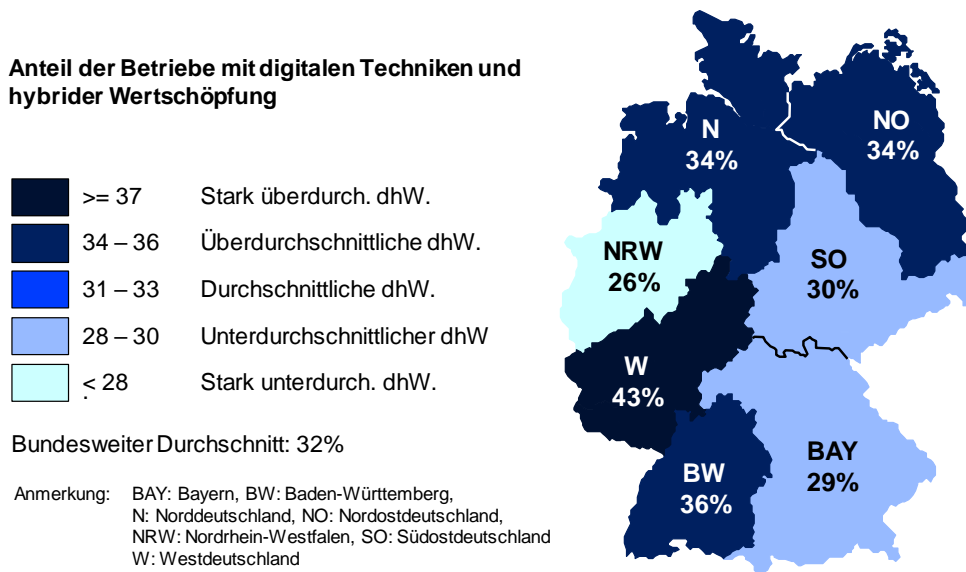 Anteil der Betriebe mit digitalen Techniken und
hybrider Wertschöpfung
>= 37 Stark überdurch. dhW.
34 – 36 Überdurchschnittliche dhW.
31 – 33 Durchschnittliche dhW.
28 – 30 Unterdurchschnittlicher dhW
< 28 Stark unterdurch. dhW.
.
Bundesweiter Durchschnitt: 32%
Anmerkung: BAY: Bayern, BW: Baden-Württemberg,
N: Norddeutschland, NO: Nordostdeutschland,
NRW: Nordrhein-Westfalen, SO: Südostdeutschland
W: Westdeutschland
N
34%
NO
34%
NRW
26%
SO
30%
W
43%
BW
36%
BAY
29%